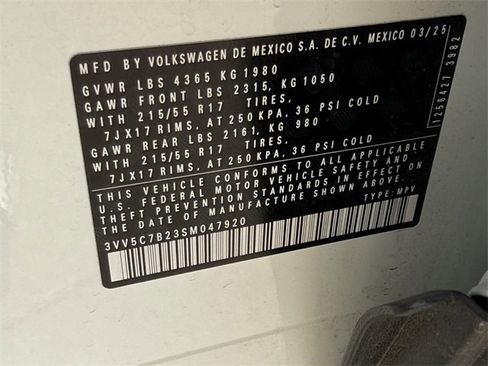 MFD BY VOLKSWAGEN DE MEXICO S.A. DE C.V. MEXICO 03/25
GVWR LBS 4365 KG 1980
GAWR FRONT LBS 2315, KG 1050
WITH 215/55 R17 TIRES,
7JX17 RIMS, AT 250 KPA, 36 PSI COLD
GAWR REAR LBS 2161, KG 980
WITH 215/55 R17 TIRES,
7JX17 RIMS, AT 250 KPA, 36 PSI COLD
THIS VEHICLE CONFORMS TO ALL APPLICABLE
U.S. FEDERAL MOTOR VEHICLE SAFETY AND
THEFT PREVENTION STANDARDS IN EFFECT ON
THE DATE OF MANUFACTURE SHOWN ABOVE
3VV5C7B23SM047920 TYPE: MPV
1256427 3982